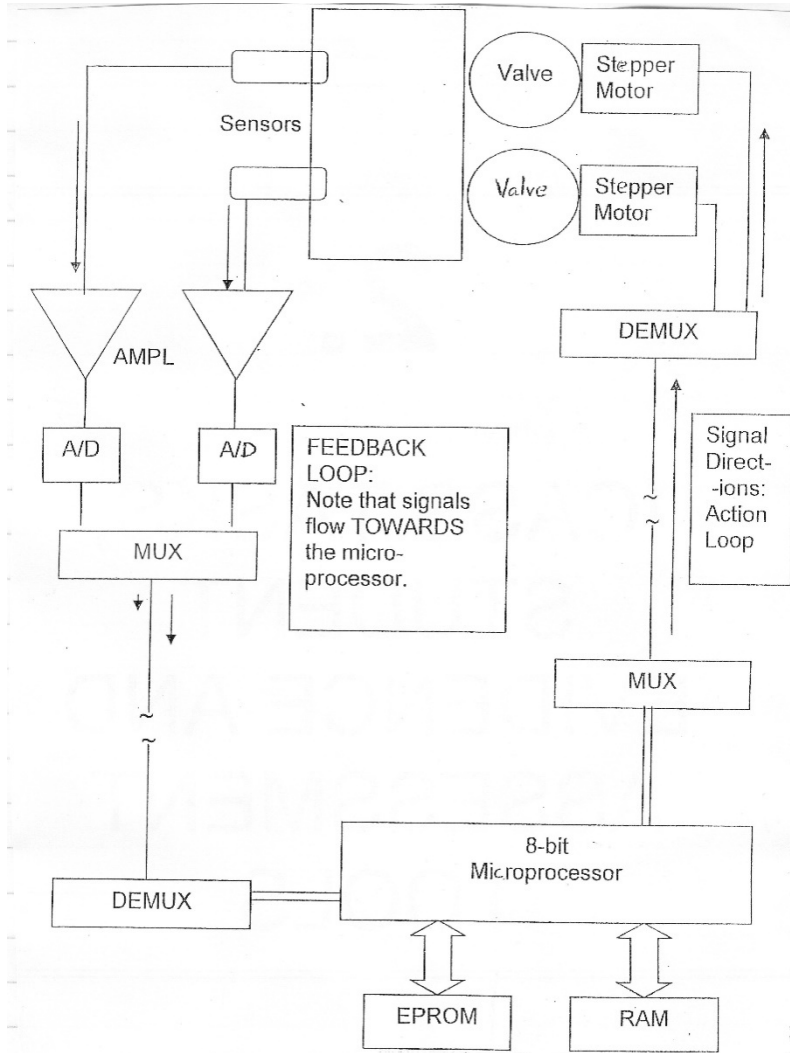 Valve
Stepper
Motor
Sensors
Valve
Stepper
Motor
DEMUX
AMPL
A/D
A/D
FEEDBACK
LOOP:
Note that signals
flow TOWARDS
the micro-
processor.
Signal
Direct-
-ions:
Action
Loop
MUX
~
~
MUX
~
~
8-bit
Microprocessor
DEMUX
EPROM
RAM